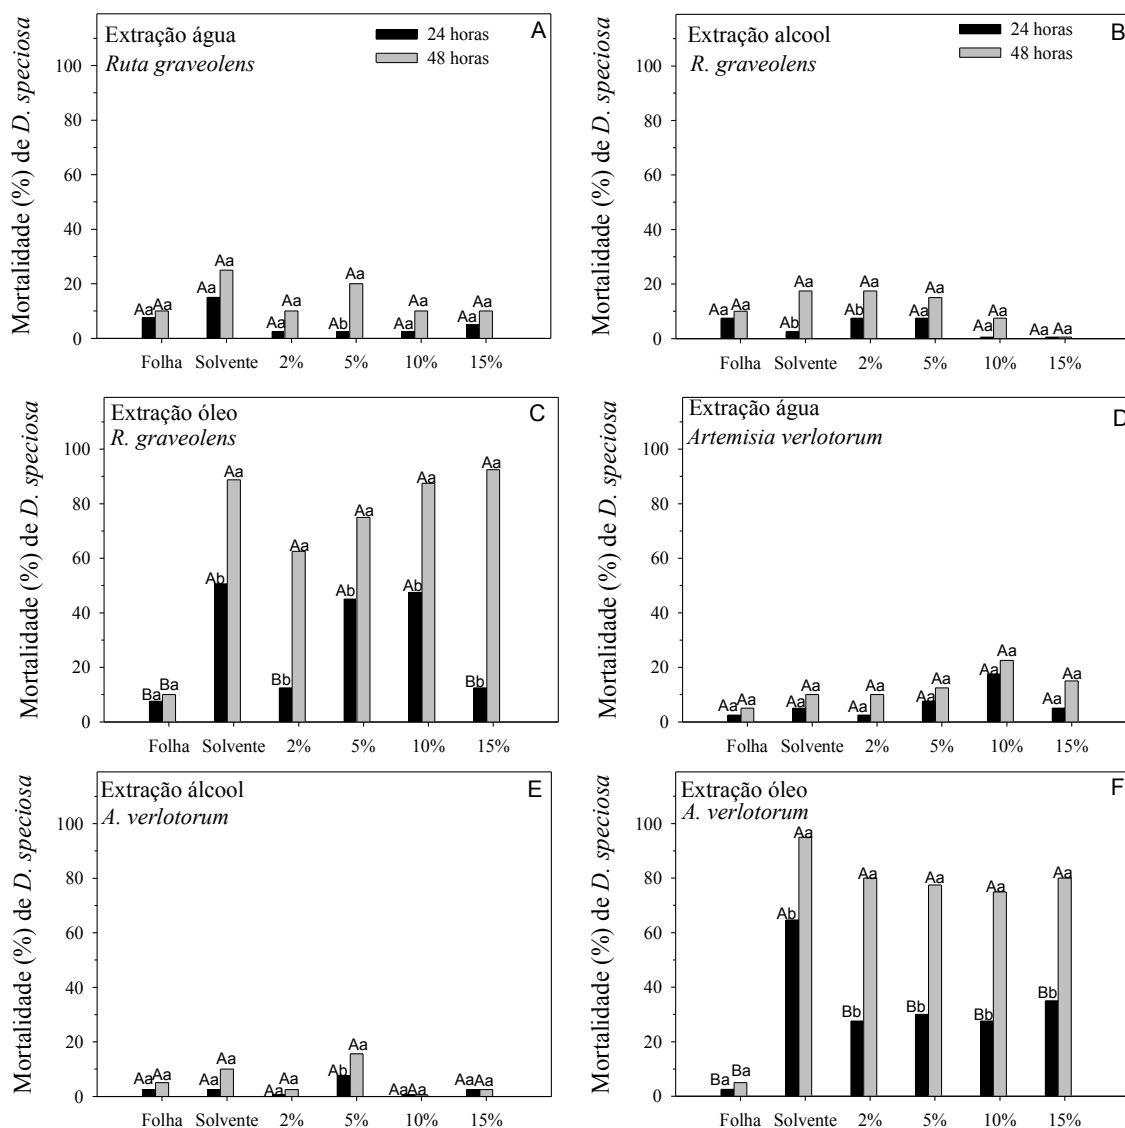 Mortalidade (%) de D. speciosa
Extração água
Ruta graveolens
24 horas
48 horas
A
100
80
60
40
20
0
Aa Aa
Aa Aa
Aa Aa
Ab Aa
Aa Aa
Aa Aa
Folha Solvente 2% 5% 10% 15%
Mortalidade (%) de D. speciosa
Extração alcool
R. graveolens
24 horas
48 horas
B
100
80
60
40
20
0
Aa Aa
Ab Aa
Ab Aa
Aa Aa
Aa Aa
Aa Aa
Folha Solvente 2% 5% 10% 15%
Mortalidade (%) de D. speciosa
Extração óleo
R. graveolens
C
100
80
60
40
20
0
Ba Ba
Ab Aa
Bb Aa
Ab Aa
Ab Aa
Bb Aa
Folha Solvente 2% 5% 10% 15%
Mortalidade (%) de D. speciosa
Extração água
Artemisia verlotorum
D
100
80
60
40
20
0
Aa Aa
Aa Aa
Aa Aa
Aa Aa
Aa Aa
Aa Aa
Folha Solvente 2% 5% 10% 15%
Mortalidade (%) de D. speciosa
Extração álcool
A. verlotorum
E
100
80
60
40
20
0
Aa Aa
Aa Aa
Aa Aa
Ab Aa
Aa Aa
Aa Aa
Folha Solvente 2% 5% 10% 15%
Mortalidade (%) de D. speciosa
Extração óleo
A. verlotorum
F
100
80
60
40
20
0
Ba Ba
Ab Aa
Bb Aa
Bb Aa
Bb Aa
Bb Aa
Folha Solvente 2% 5% 10% 15%